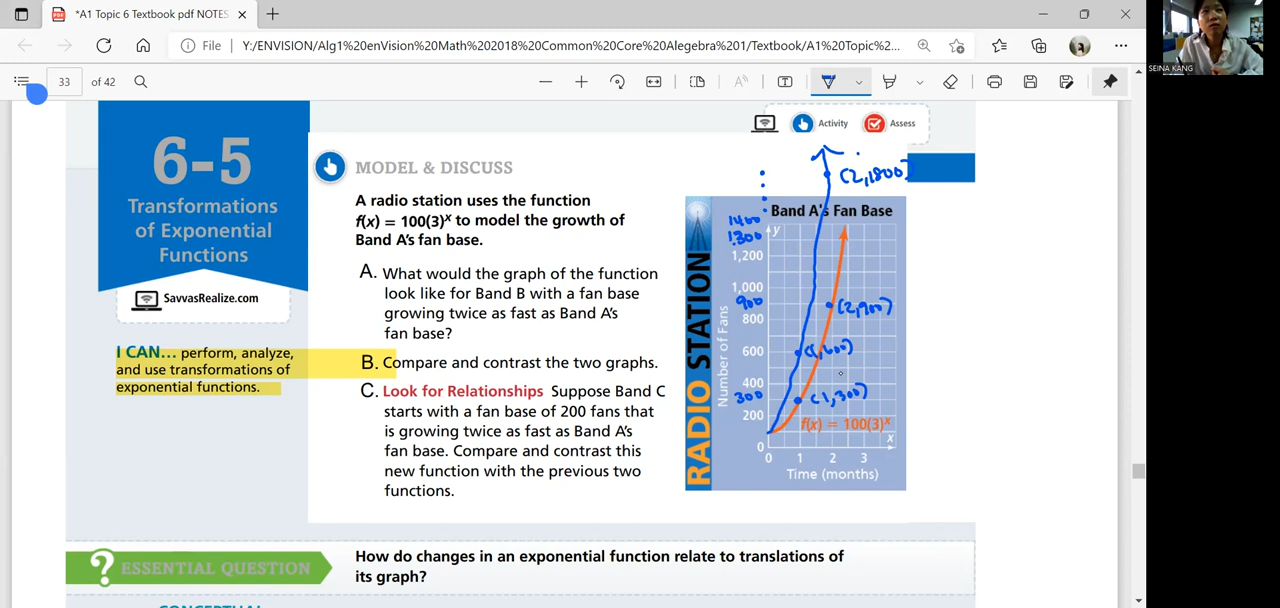 *A1 Topic 6 Textbook pdf NOTES
File
Y:/ENVISION/Alg1%20enVision%20Math%202018%20Common%20Core%20Alegebra%201/Textbook/A1%20Topic%2...
SEINA KANG
33 of 42
Activity
Assess
6-5
Transformations
of Exponential
Functions
SavvasRealize.com
I CAN... perform, analyze,
and use transformations of
exponential functions.
MODEL & DISCUSS
A radio station uses the function
f(x) = 100(3)ˣ to model the growth of
Band A's fan base.
A. What would the graph of the function
look like for Band B with a fan base
growing twice as fast as Band A's
fan base?
B. Compare and contrast the two graphs.
C. Look for Relationships Suppose Band C
starts with a fan base of 200 fans that
is growing twice as fast as Band A's
fan base. Compare and contrast this
new function with the previous two
functions.
(2,1800)
RADIO STATION
Band A's Fan Base
1400
1300
y
1,200
1,000
900
800
(2,900)
Number of Fans
600
(1,600)
400
300
(1,300)
200
f(x) = 100(3)ˣ
x
0
0 1 2 3
Time (months)
? ESSENTIAL QUESTION
How do changes in an exponential function relate to translations of
its graph?
CONCEPTUAL